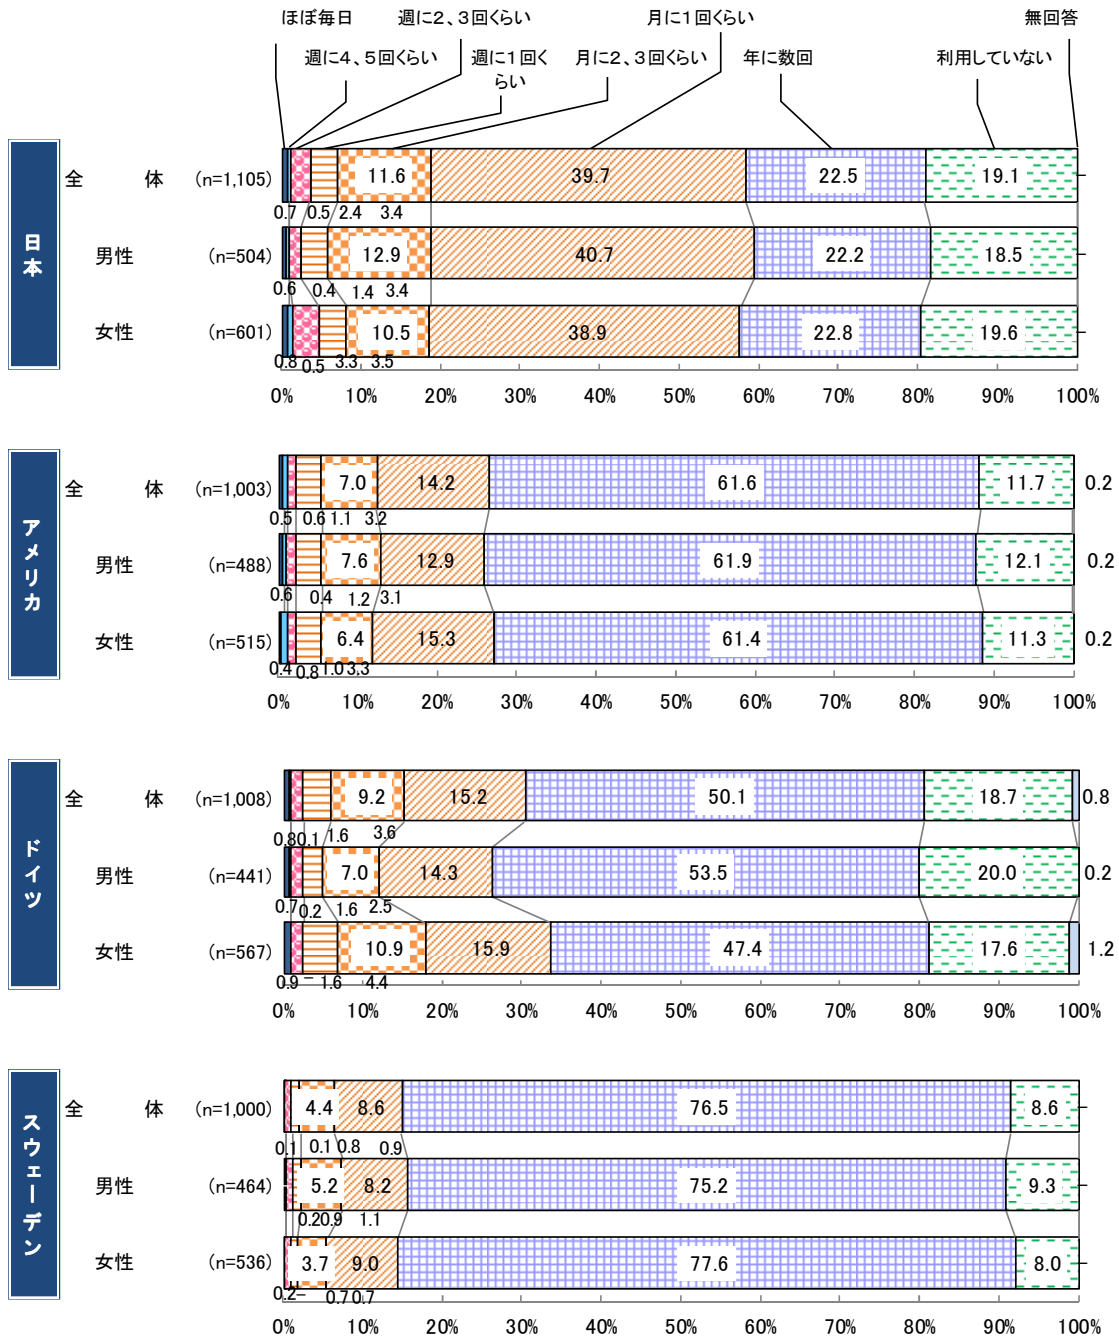 ほぼ毎日
週に２、３回くらい
月に１回くらい
無回答
週に４、５回くらい
週に１回く
らい
月に２、３回くらい
年に数回
利用していない
日本
全 体 (n=1,105) 11.6 39.7 22.5 19.1
0.7 0.5 2.4 3.4
男性 (n=504) 12.9 40.7 22.2 18.5
0.6 0.4 1.4 3.4
女性 (n=601) 10.5 38.9 22.8 19.6
0.8 0.5 3.3 3.5
0% 10% 20% 30% 40% 50% 60% 70% 80% 90% 100%
アメリカ
全 体 (n=1,003) 7.0 14.2 61.6 11.7 0.2
0.5 0.6 1.1 3.2
男性 (n=488) 7.6 12.9 61.9 12.1 0.2
0.6 0.4 1.2 3.1
女性 (n=515) 6.4 15.3 61.4 11.3 0.2
0.4 0.8 1.0 3.3
0% 10% 20% 30% 40% 50% 60% 70% 80% 90% 100%
ドイツ
全 体 (n=1,008) 9.2 15.2 50.1 18.7 0.8
0.8 0.1 1.6 3.6
男性 (n=441) 7.0 14.3 53.5 20.0 0.2
0.7 0.2 1.6 2.5
女性 (n=567) 10.9 15.9 47.4 17.6 1.2
0.9 － 1.6 4.4
0% 10% 20% 30% 40% 50% 60% 70% 80% 90% 100%
スウェーデン
全 体 (n=1,000) 4.4 8.6 76.5 8.6
0.1 0.1 0.8 0.9
男性 (n=464) 5.2 8.2 75.2 9.3
0.2 0.9 1.1
女性 (n=536) 3.7 9.0 77.6 8.0
0.2 － 0.7 0.7
0% 10% 20% 30% 40% 50% 60% 70% 80% 90% 100%